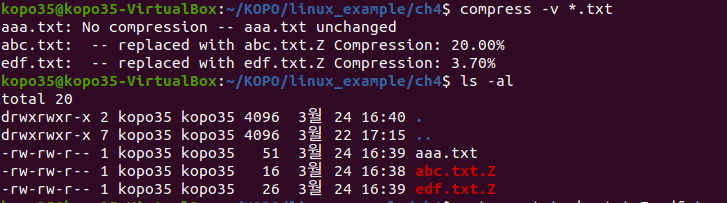 kopo35@kopo35-VirtualBox:~/KOPO/linux_example/ch4$ compress -v *.txt
aaa.txt: No compression -- aaa.txt unchanged
abc.txt:  -- replaced with abc.txt.Z Compression: 20.00%
edf.txt:  -- replaced with edf.txt.Z Compression: 3.70%
kopo35@kopo35-VirtualBox:~/KOPO/linux_example/ch4$ ls -al
total 20
drwxrwxr-x 2 kopo35 kopo35 4096  3월 24 16:40 .
drwxrwxr-x 7 kopo35 kopo35 4096  3월 22 17:15 ..
-rw-rw-r-- 1 kopo35 kopo35   51  3월 24 16:39 aaa.txt
-rw-rw-r-- 1 kopo35 kopo35   16  3월 24 16:38 abc.txt.Z
-rw-rw-r-- 1 kopo35 kopo35   26  3월 24 16:39 edf.txt.Z